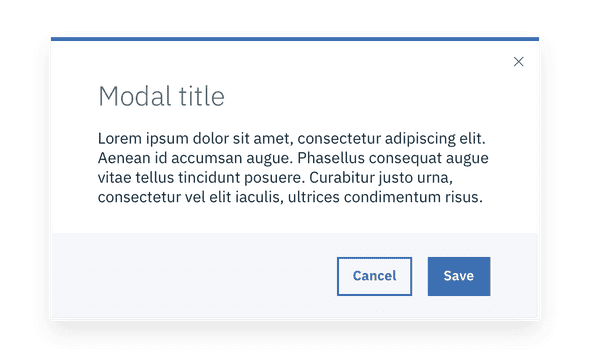 Modal title
Lorem ipsum dolor sit amet, consectetur adipiscing elit.
Aenean id accumsan augue. Phasellus consequat augue
vitae tellus tincidunt posuere. Curabitur justo urna,
consectetur vel elit iaculis, ultrices condimentum risus.
Cancel
Save